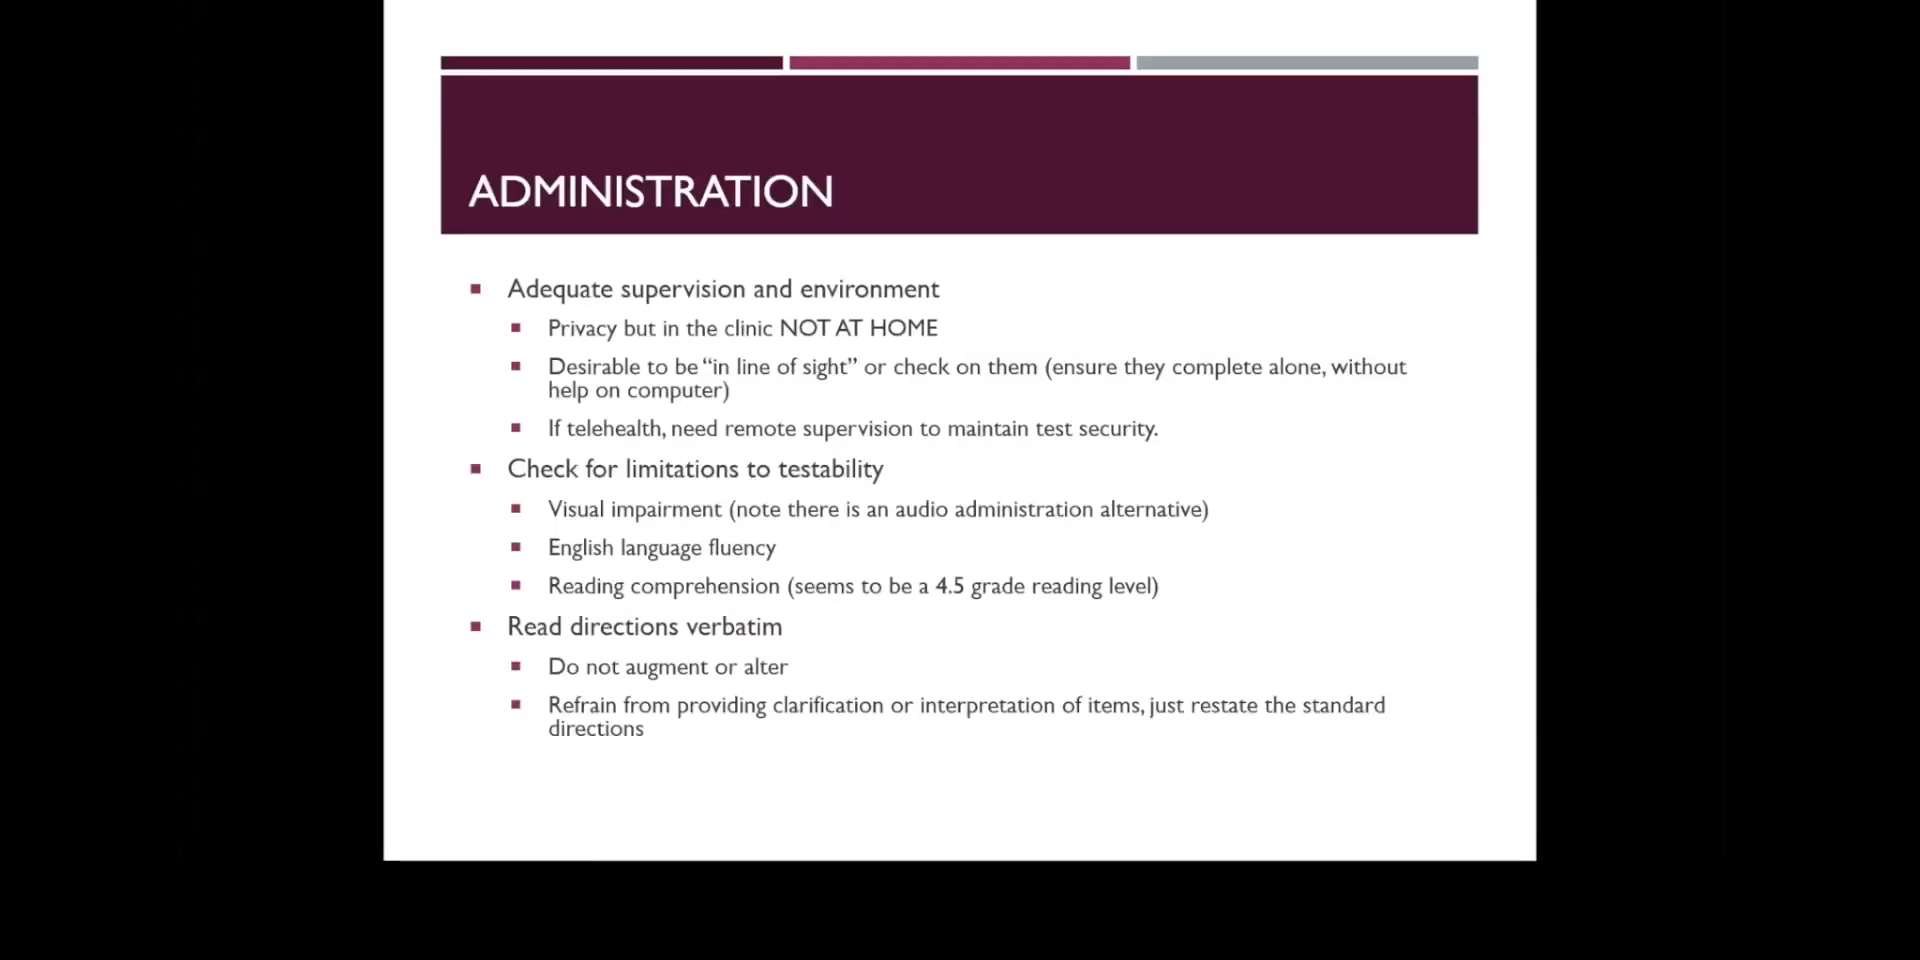 ADMINISTRATION
Adequate supervision and environment
Privacy but in the clinic NOT AT HOME
Desirable to be “in line of sight” or check on them (ensure they complete alone, without
help on computer)
If telehealth, need remote supervision to maintain test security.
Check for limitations to testability
Visual impairment (note there is an audio administration alternative)
English language fluency
Reading comprehension (seems to be a 4.5 grade reading level)
Read directions verbatim
Do not augment or alter
Refrain from providing clarification or interpretation of items, just restate the standard
directions